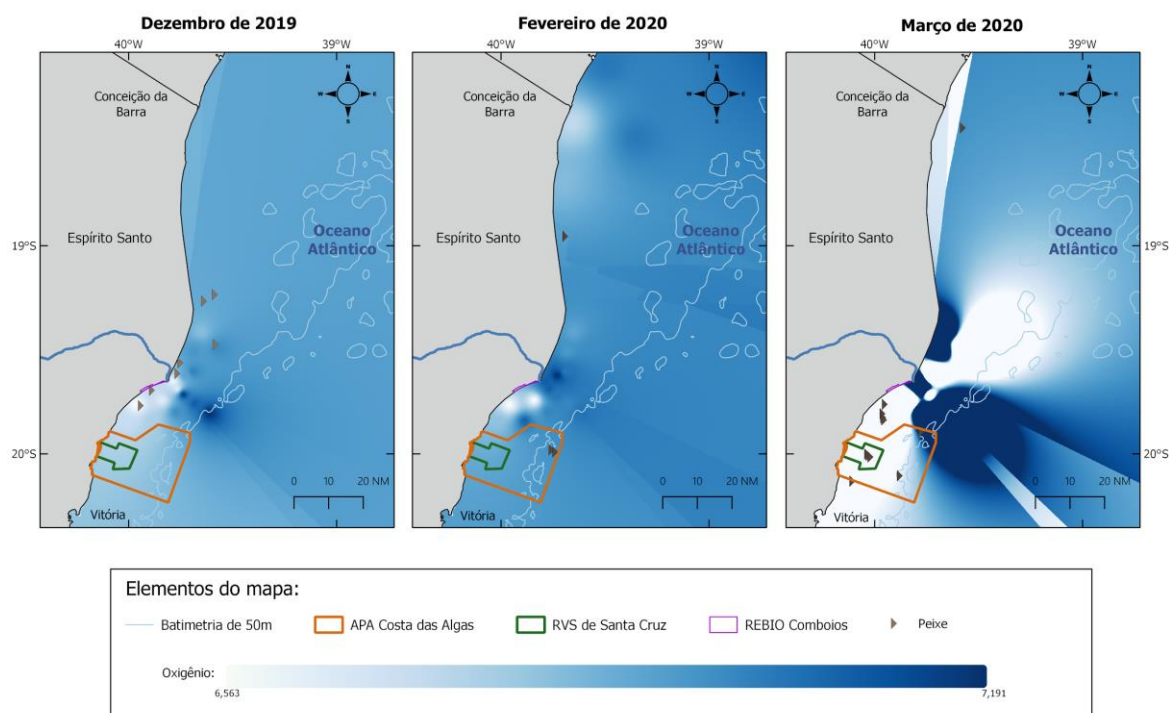 Dezembro de 2019
40°W
39°W
N
W
E
S
Conceição da
Barra
Espírito Santo
Oceano
Atlântico
0
10
20 NM
Vitória
Fevereiro de 2020
40°W
39°W
N
W
E
S
Conceição da
Barra
Espírito Santo
Oceano
Atlântico
0
10
20 NM
Vitória
Março de 2020
40°W
39°W
N
W
E
S
Conceição da
Barra
Espírito Santo
Oceano
Atlântico
0
10
20 NM
Vitória
19°S
20°S
19°S
20°S
Elementos do mapa:
Batimetria de 50m
APA Costa das Algas
RVS de Santa Cruz
REBIO Comboios
Peixe
Oxigênio:
6,563
7,191